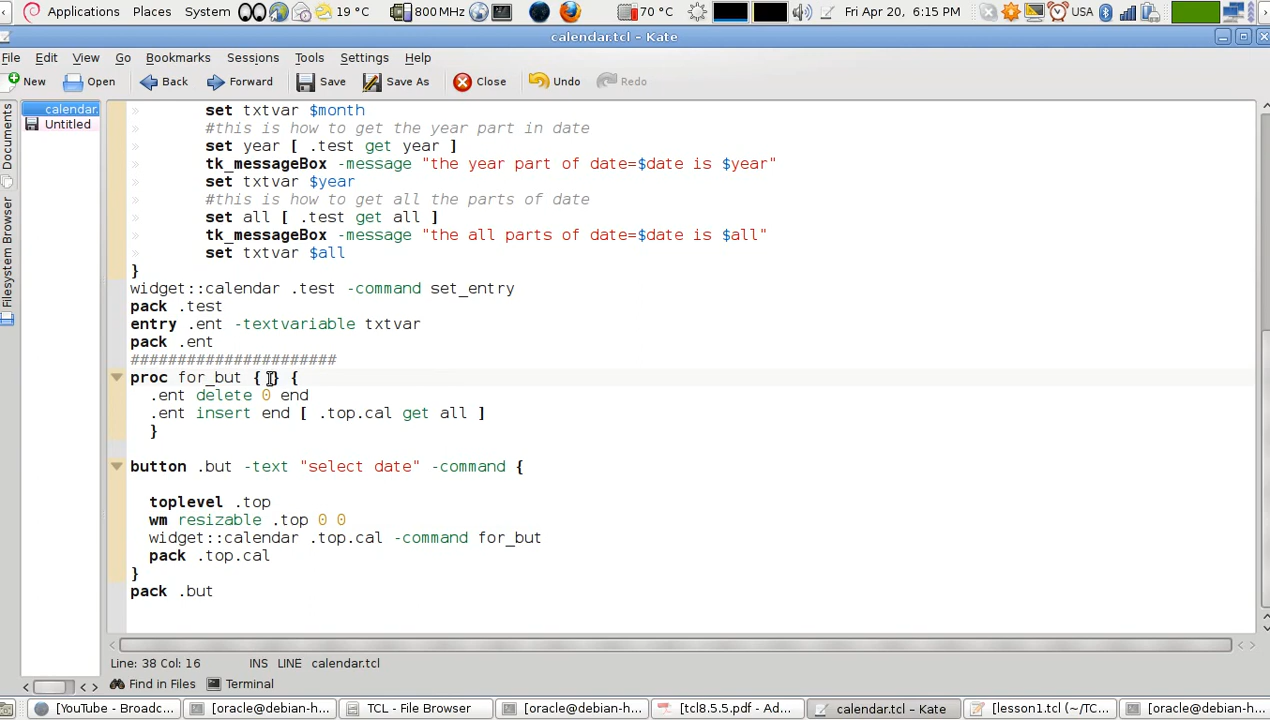 Applications Places System 19 °C 800 MHz 70 °C Fri Apr 20, 6:15 PM USA
calendar.tcl – Kate
File Edit View Go Bookmarks Sessions Tools Settings Help
New Open Back Forward Save Save As Close Undo Redo
Documents
Filesystem Browser
calendar.
Untitled
set txtvar $month
#this is how to get the year part in date
set year [ .test get year ]
tk_messageBox -message "the year part of date=$date is $year"
set txtvar $year
#this is how to get all the parts of date
set all [ .test get all ]
tk_messageBox -message "the all parts of date=$date is $all"
set txtvar $all
}
widget::calendar .test -command set_entry
pack .test
entry .ent -textvariable txtvar
pack .ent
######################
proc for_but { } {
.ent delete 0 end
.ent insert end [ .top.cal get all ]
}
button .but -text "select date" -command {
toplevel .top
wm resizable .top 0 0
widget::calendar .top.cal -command for_but
pack .top.cal
}
pack .but
Line: 38 Col: 16 INS LINE calendar.tcl
Find in Files Terminal
[YouTube - Broadc... [oracle@debian-h... TCL - File Browser [oracle@debian-h... [tcl8.5.5.pdf - Ad... calendar.tcl - Kate [lesson1.tcl (~/TC... [oracle@debian-h...